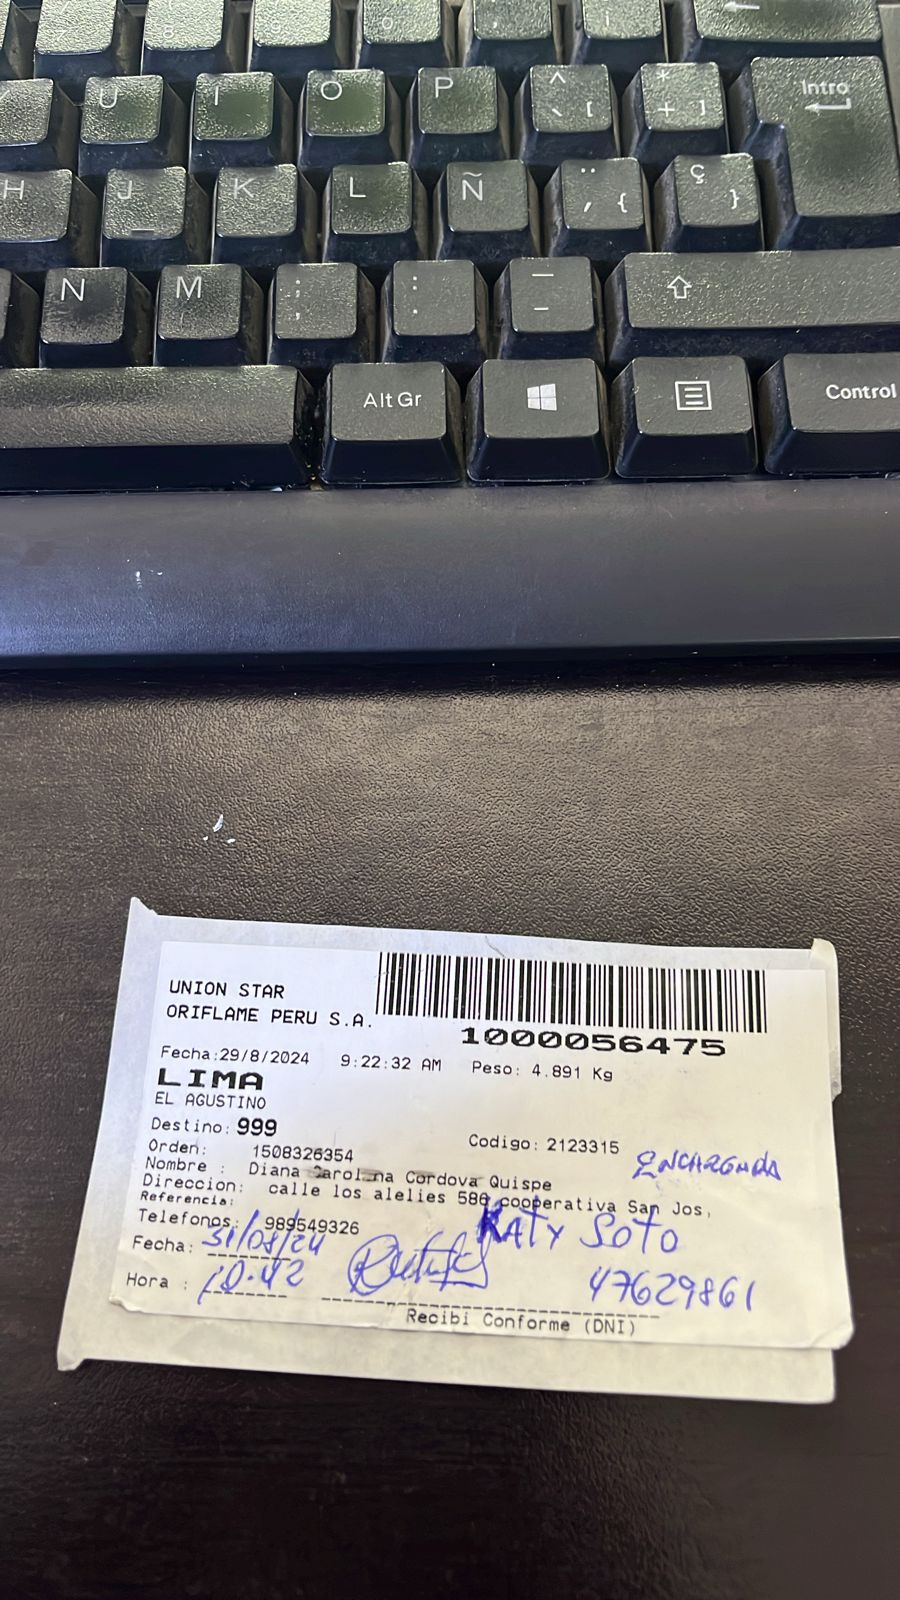 U I O P ^ ` [ * + ] Intro
H J K L Ñ ¨ ´ { Ç }
N M ; , : . _ -
Alt Gr Control
UNION STAR
ORIFLAME PERU S.A.
1000056475
Fecha:29/8/2024 9:22:32 AM Peso: 4.891 Kg
LIMA
EL AGUSTINO
Destino: 999
Codigo: 2123315
Orden: 1508326354
ENCARGADA
Nombre : Diana Carolina Cordova Quispe
Direccion: calle los alelies 586 cooperativa San Jos,
Referencia:
Telefonos: 989549326
KATY SOTO
Fecha: 31/08/24
Hora : 10:42
47629861
Recibi Conforme (DNI)